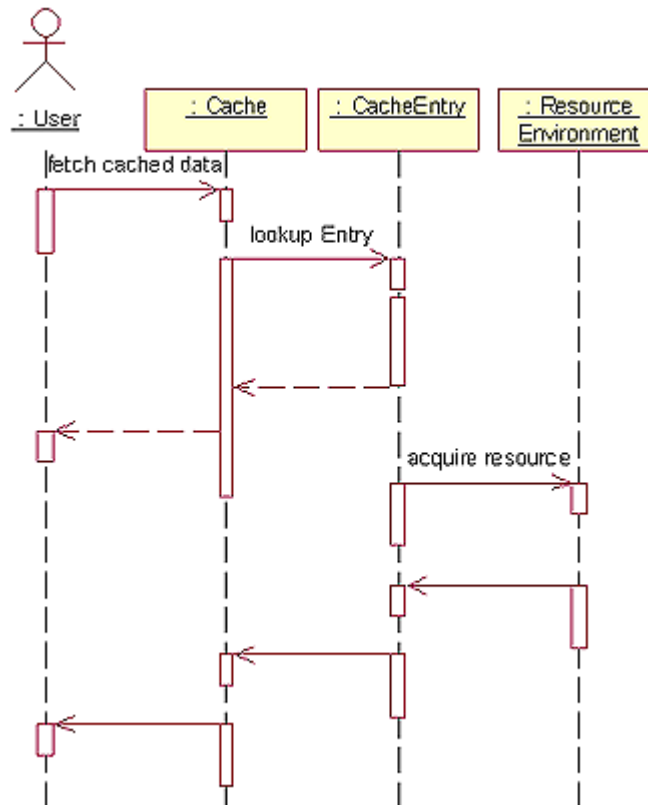 : User
: Cache
: CacheEntry
: Resource
Environment
fetch cached data
lookup Entry
acquire resource